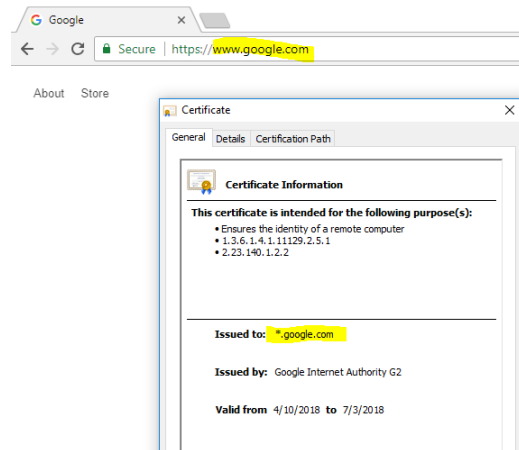 Google
Secure | https://www.google.com
About Store
Certificate
General Details Certification Path
Certificate Information
This certificate is intended for the following purpose(s):
• Ensures the identity of a remote computer
• 1.3.6.1.4.1.11129.2.5.1
• 2.23.140.1.2.2
Issued to: *.google.com
Issued by: Google Internet Authority G2
Valid from 4/10/2018 to 7/3/2018